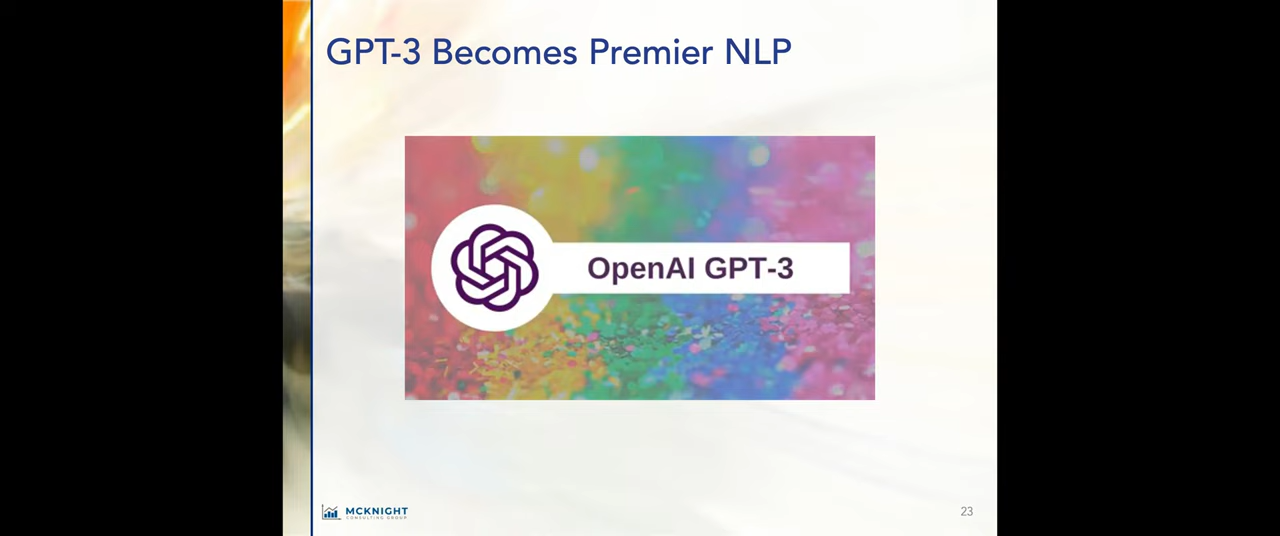 GPT-3 Becomes Premier NLP
OpenAI GPT-3
MCKNIGHT
CONSULTING GROUP
23